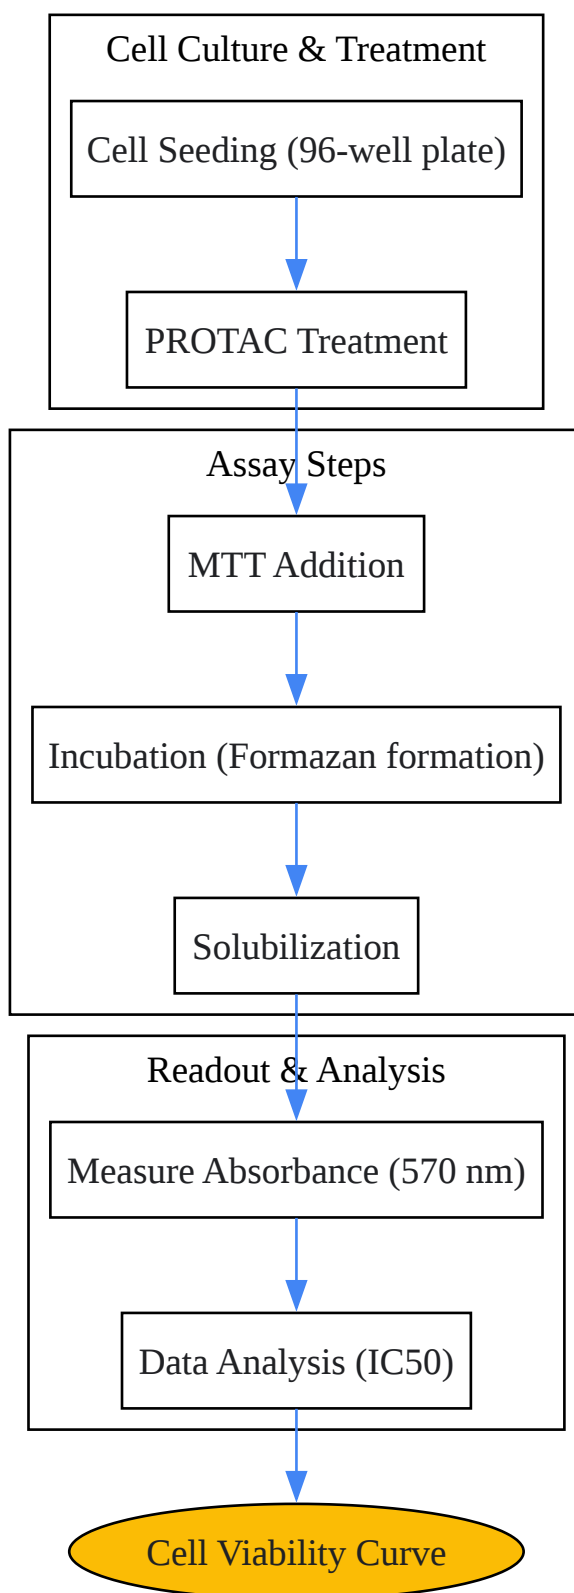 Cell Culture & Treatment
Cell Seeding (96-well plate)
PROTAC Treatment
Assay Steps
MTT Addition
Incubation (Formazan formation)
Solubilization
Readout & Analysis
Measure Absorbance (570 nm)
Data Analysis (IC50)
Cell Viability Curve